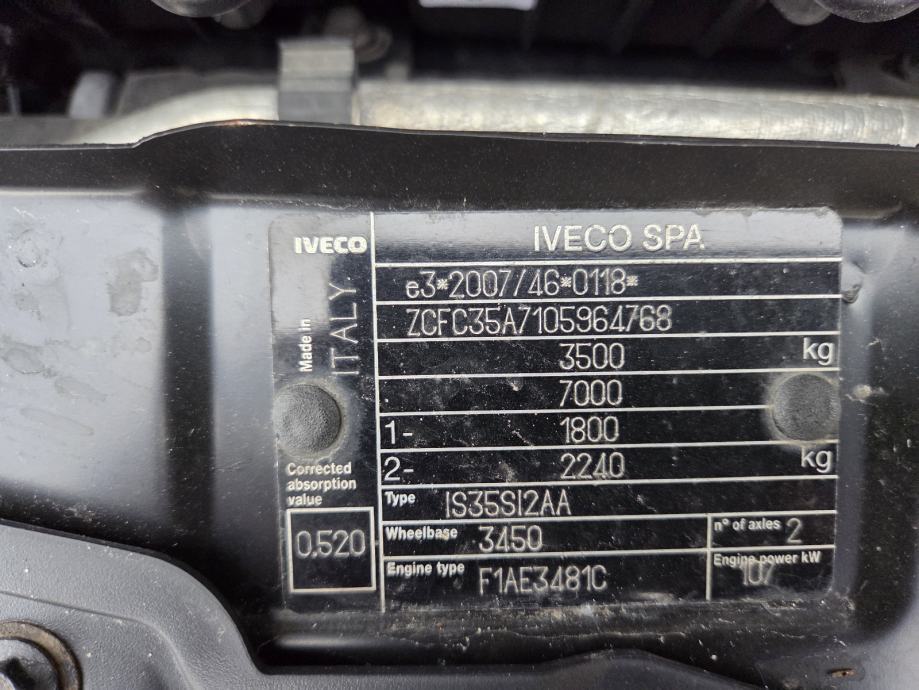 IVECO
IVECO SPA
Made in
ITALY
e3*2007/46*0118*
ZCFC35A7105964768
3500 kg
7000
1- 1800
2- 2240 kg
Corrected
absorption
value
0.520
Type IS35SI2AA
Wheelbase 3450
n° of axles 2
Engine type F1AE3481C
Engine power kW
107